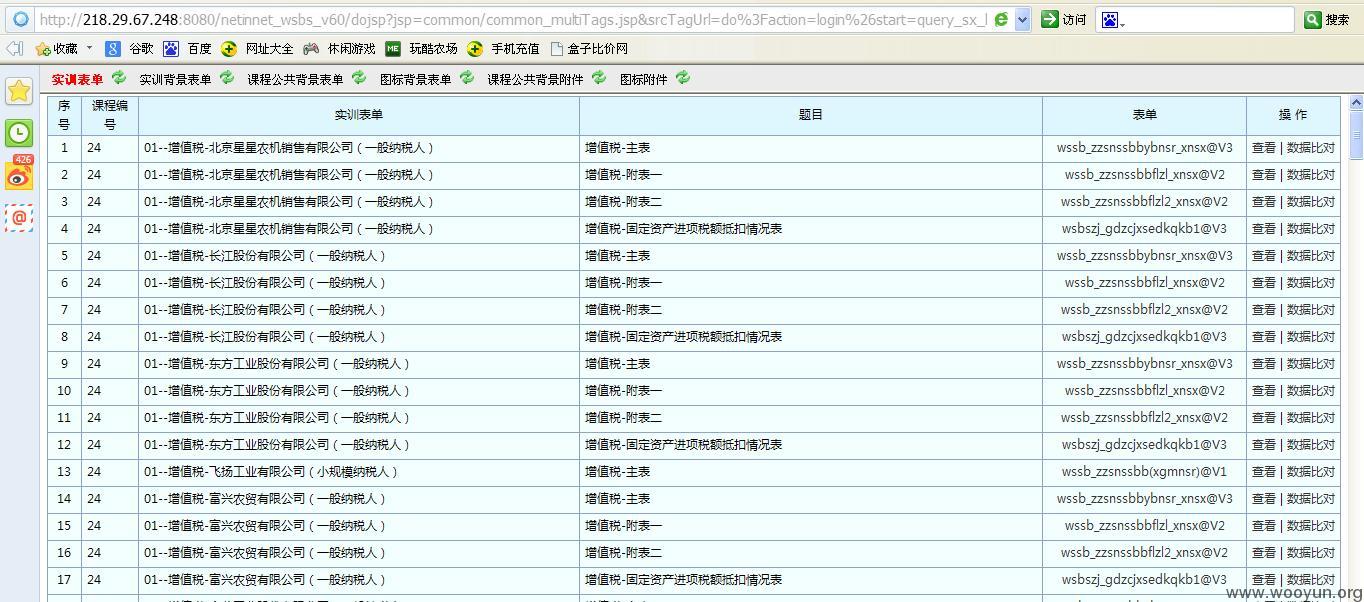 http://218.29.67.248:8080/netinnet_wsbs_v60/dojsp?jsp=common/common_multiTags.jsp&srcTagUrl=do%3Faction=login%26start=query_sx_l 访问 搜索
收藏 谷歌 百度 网址大全 休闲游戏 ME 玩酷农场 手机充值 盒子比价网
实训表单 实训背景表单 课程公共背景表单 图标背景表单 课程公共背景附件 图标附件
426
序号 课程编号 实训表单 题目 表单 操 作
1 24 01--增值税-北京星星农机销售有限公司（一般纳税人） 增值税-主表 wssb_zzsnssbbybnsr_xnsx@V3 查看 | 数据比对
2 24 01--增值税-北京星星农机销售有限公司（一般纳税人） 增值税-附表一 wssb_zzsnssbbflzl_xnsx@V2 查看 | 数据比对
3 24 01--增值税-北京星星农机销售有限公司（一般纳税人） 增值税-附表二 wssb_zzsnssbbflzl2_xnsx@V2 查看 | 数据比对
4 24 01--增值税-北京星星农机销售有限公司（一般纳税人） 增值税-固定资产进项税额抵扣情况表 wsbszj_gdzcjxsedkqkb1@V3 查看 | 数据比对
5 24 01--增值税-长江股份有限公司（一般纳税人） 增值税-主表 wssb_zzsnssbbybnsr_xnsx@V3 查看 | 数据比对
6 24 01--增值税-长江股份有限公司（一般纳税人） 增值税-附表一 wssb_zzsnssbbflzl_xnsx@V2 查看 | 数据比对
7 24 01--增值税-长江股份有限公司（一般纳税人） 增值税-附表二 wssb_zzsnssbbflzl2_xnsx@V2 查看 | 数据比对
8 24 01--增值税-长江股份有限公司（一般纳税人） 增值税-固定资产进项税额抵扣情况表 wsbszj_gdzcjxsedkqkb1@V3 查看 | 数据比对
9 24 01--增值税-东方工业股份有限公司（一般纳税人） 增值税-主表 wssb_zzsnssbbybnsr_xnsx@V3 查看 | 数据比对
10 24 01--增值税-东方工业股份有限公司（一般纳税人） 增值税-附表一 wssb_zzsnssbbflzl_xnsx@V2 查看 | 数据比对
11 24 01--增值税-东方工业股份有限公司（一般纳税人） 增值税-附表二 wssb_zzsnssbbflzl2_xnsx@V2 查看 | 数据比对
12 24 01--增值税-东方工业股份有限公司（一般纳税人） 增值税-固定资产进项税额抵扣情况表 wsbszj_gdzcjxsedkqkb1@V3 查看 | 数据比对
13 24 01--增值税-飞扬工业有限公司（小规模纳税人） 增值税-主表 wssb_zzsnssbb(xgmnsr)@V1 查看 | 数据比对
14 24 01--增值税-富兴农贸有限公司（一般纳税人） 增值税-主表 wssb_zzsnssbbybnsr_xnsx@V3 查看 | 数据比对
15 24 01--增值税-富兴农贸有限公司（一般纳税人） 增值税-附表一 wssb_zzsnssbbflzl_xnsx@V2 查看 | 数据比对
16 24 01--增值税-富兴农贸有限公司（一般纳税人） 增值税-附表二 wssb_zzsnssbbflzl2_xnsx@V2 查看 | 数据比对
17 24 01--增值税-富兴农贸有限公司（一般纳税人） 增值税-固定资产进项税额抵扣情况表 wsbszj_gdzcjxsedkqkb1@V3 查看 | 数据比对
www.wooyun.org